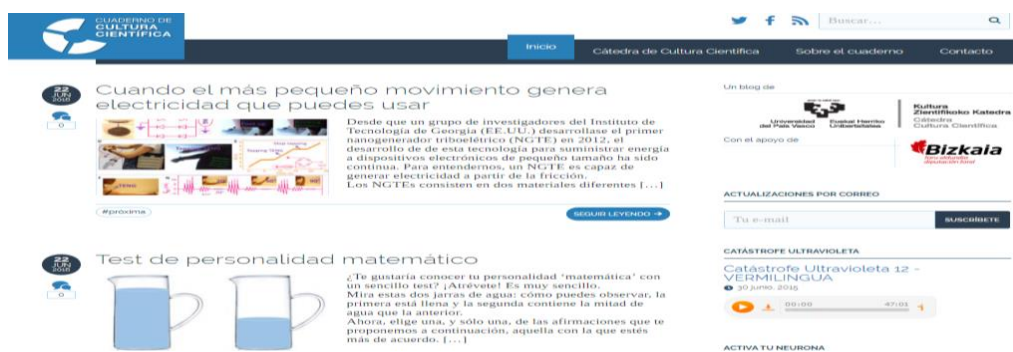 CUADERNO DE
CULTURA
CIENTÍFICA
Buscar...
Inicio
Cátedra de Cultura Científica
Sobre el cuaderno
Contacto
22
JUN
2016
0
Cuando el más pequeño movimiento genera
electricidad que puedes usar
Desde que un grupo de investigadores del Instituto de
Tecnología de Georgia (EE.UU.) desarrollase el primer
nanogenerador triboelétrico (NGTE) en 2012, el
desarrollo de de esta tecnología para suministrar energía
a dispositivos electrónicos de pequeño tamaño ha sido
continua. Para entendernos, un NGTE es capaz de
generar electricidad a partir de la fricción.
Los NGTEs consisten en dos materiales diferentes [...]
#próxima
SEGUIR LEYENDO
22
JUN
2016
0
Test de personalidad matemático
¿Te gustaría conocer tu personalidad 'matemática' con
un sencillo test? ¡Atrévete! Es muy sencillo.
Mira estas dos jarras de agua: cómo puedes observar, la
primera está llena y la segunda contiene la mitad de
agua que la anterior.
Ahora, elige una, y sólo una, de las afirmaciones que te
proponemos a continuación, aquella con la que estés
más de acuerdo. [...]
Un blog de
Universidad del País Vasco
Euskal Herriko Unibertsitatea
Kultura
Zientifikoko Katedra
Cátedra
Cultura Científica
Con el apoyo de
Bizkaia
foru aldundia
diputación foral
ACTUALIZACIONES POR CORREO
Tu e-mail
SUSCRÍBETE
CATÁSTROFE ULTRAVIOLETA
Catástrofe Ultravioleta 12 -
VERMILINGUA
30 junio, 2015
00:00
47:01
ACTIVA TU NEURONA